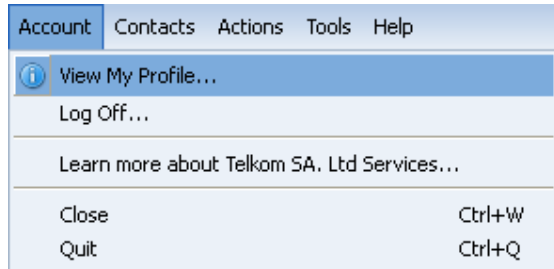 Account Contacts Actions Tools Help
View My Profile...
Log Off...
Learn more about Telkom SA. Ltd Services...
Close Ctrl+W
Quit Ctrl+Q